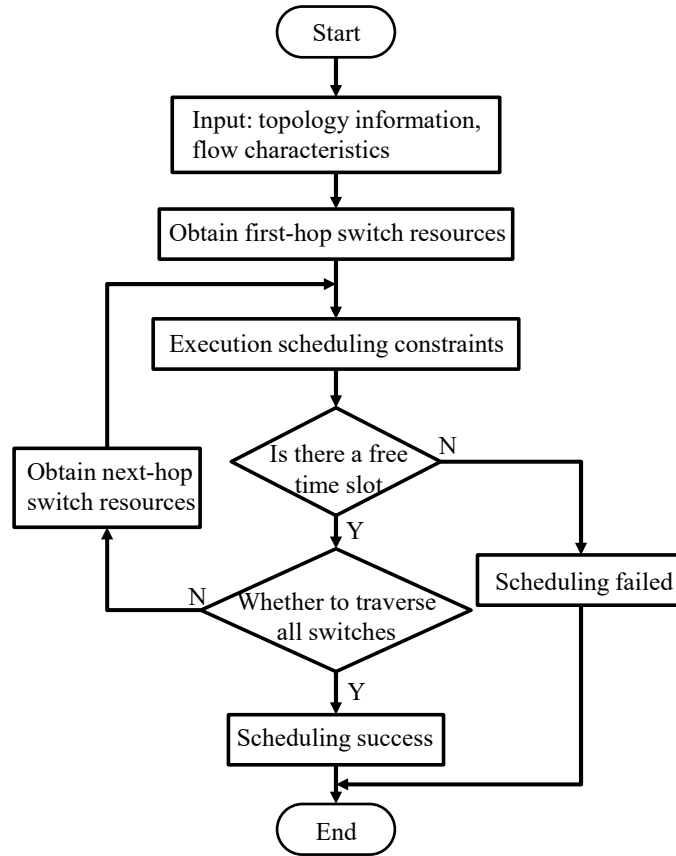 Start
Input: topology information,
flow characteristics
Obtain first-hop switch resources
Execution scheduling constraints
Is there a free
time slot
N
Y
Obtain next-hop
switch resources
Scheduling failed
N
Whether to traverse
all switches
Y
Scheduling success
End